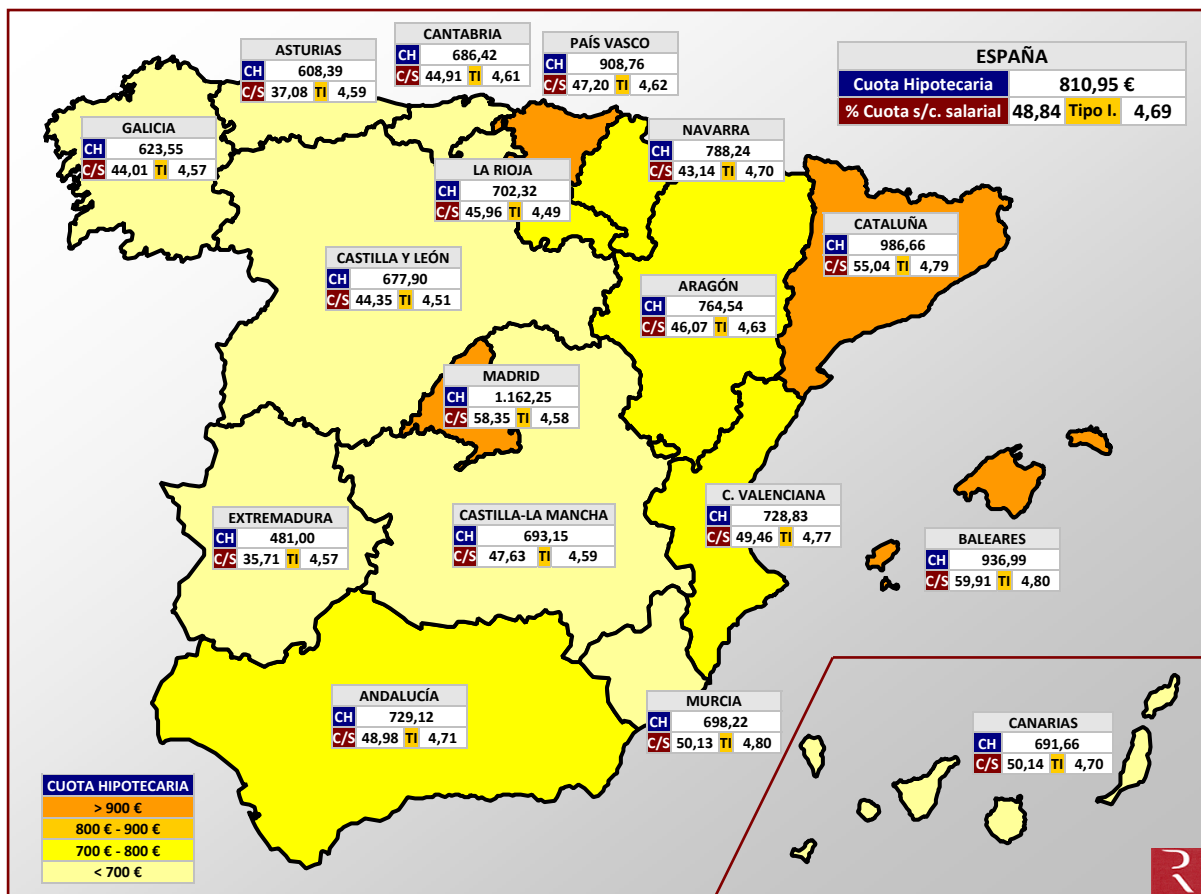 ASTURIAS
CH 608,39
C/S 37,08 TI 4,59
CANTABRIA
CH 686,42
C/S 44,91 TI 4,61
PAÍS VASCO
CH 908,76
C/S 47,20 TI 4,62
ESPAÑA
Cuota Hipotecaria 810,95 €
% Cuota s/c. salarial 48,84 Tipo I. 4,69
GALICIA
CH 623,55
C/S 44,01 TI 4,57
NAVARRA
CH 788,24
C/S 43,14 TI 4,70
LA RIOJA
CH 702,32
C/S 45,96 TI 4,49
CATALUÑA
CH 986,66
C/S 55,04 TI 4,79
CASTILLA Y LEÓN
CH 677,90
C/S 44,35 TI 4,51
ARAGÓN
CH 764,54
C/S 46,07 TI 4,63
MADRID
CH 1.162,25
C/S 58,35 TI 4,58
C. VALENCIANA
CH 728,83
C/S 49,46 TI 4,77
EXTREMADURA
CH 481,00
C/S 35,71 TI 4,57
CASTILLA-LA MANCHA
CH 693,15
C/S 47,63 TI 4,59
BALEARES
CH 936,99
C/S 59,91 TI 4,80
ANDALUCÍA
CH 729,12
C/S 48,98 TI 4,71
MURCIA
CH 698,22
C/S 50,13 TI 4,80
CANARIAS
CH 691,66
C/S 50,14 TI 4,70
CUOTA HIPOTECARIA
> 900 €
800 € - 900 €
700 € - 800 €
< 700 €
R